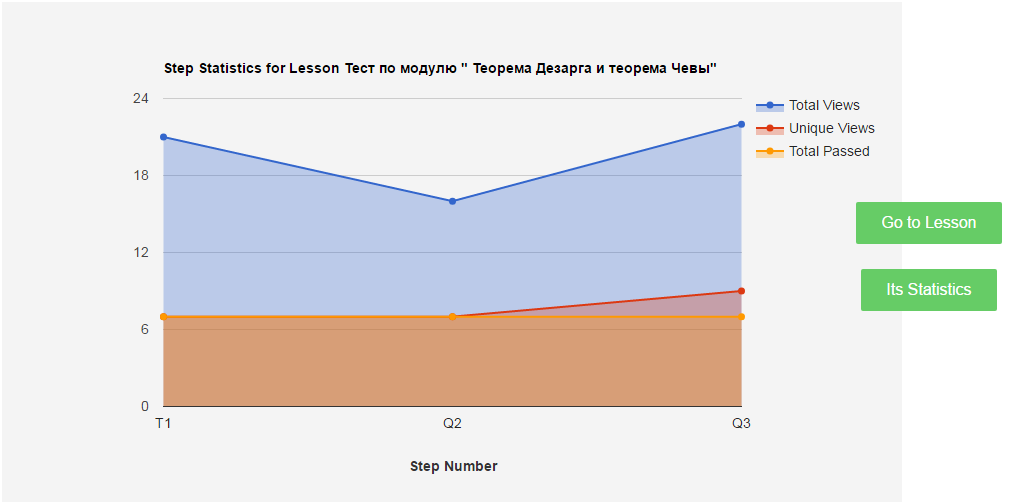 Step Statistics for Lesson Тест по модулю " Теорема Дезарга и теорема Чевы"
24
18
12
6
0
T1
Q2
Q3
Step Number
Total Views
Unique Views
Total Passed
Go to Lesson
Its Statistics